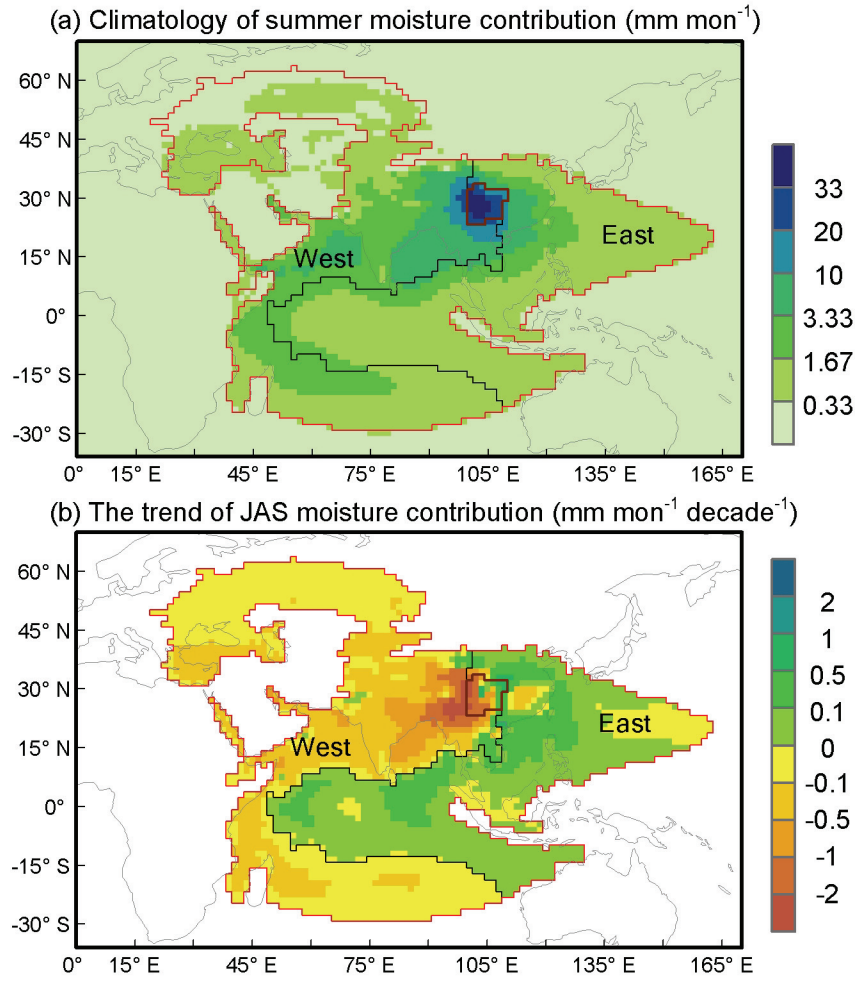 (a) Climatology of summer moisture contribution (mm mon⁻¹)
60° N
45° N
30° N
15° N
0°
-15° S
-30° S
West
East
33
20
10
3.33
1.67
0.33
0° 15° E 45° E 75° E 105° E 135° E 165° E
(b) The trend of JAS moisture contribution (mm mon⁻¹ decade⁻¹)
60° N
45° N
30° N
15° N
0°
-15° S
-30° S
West
East
2
1
0.5
0.1
0
-0.1
-0.5
-1
-2
0° 15° E 45° E 75° E 105° E 135° E 165° E